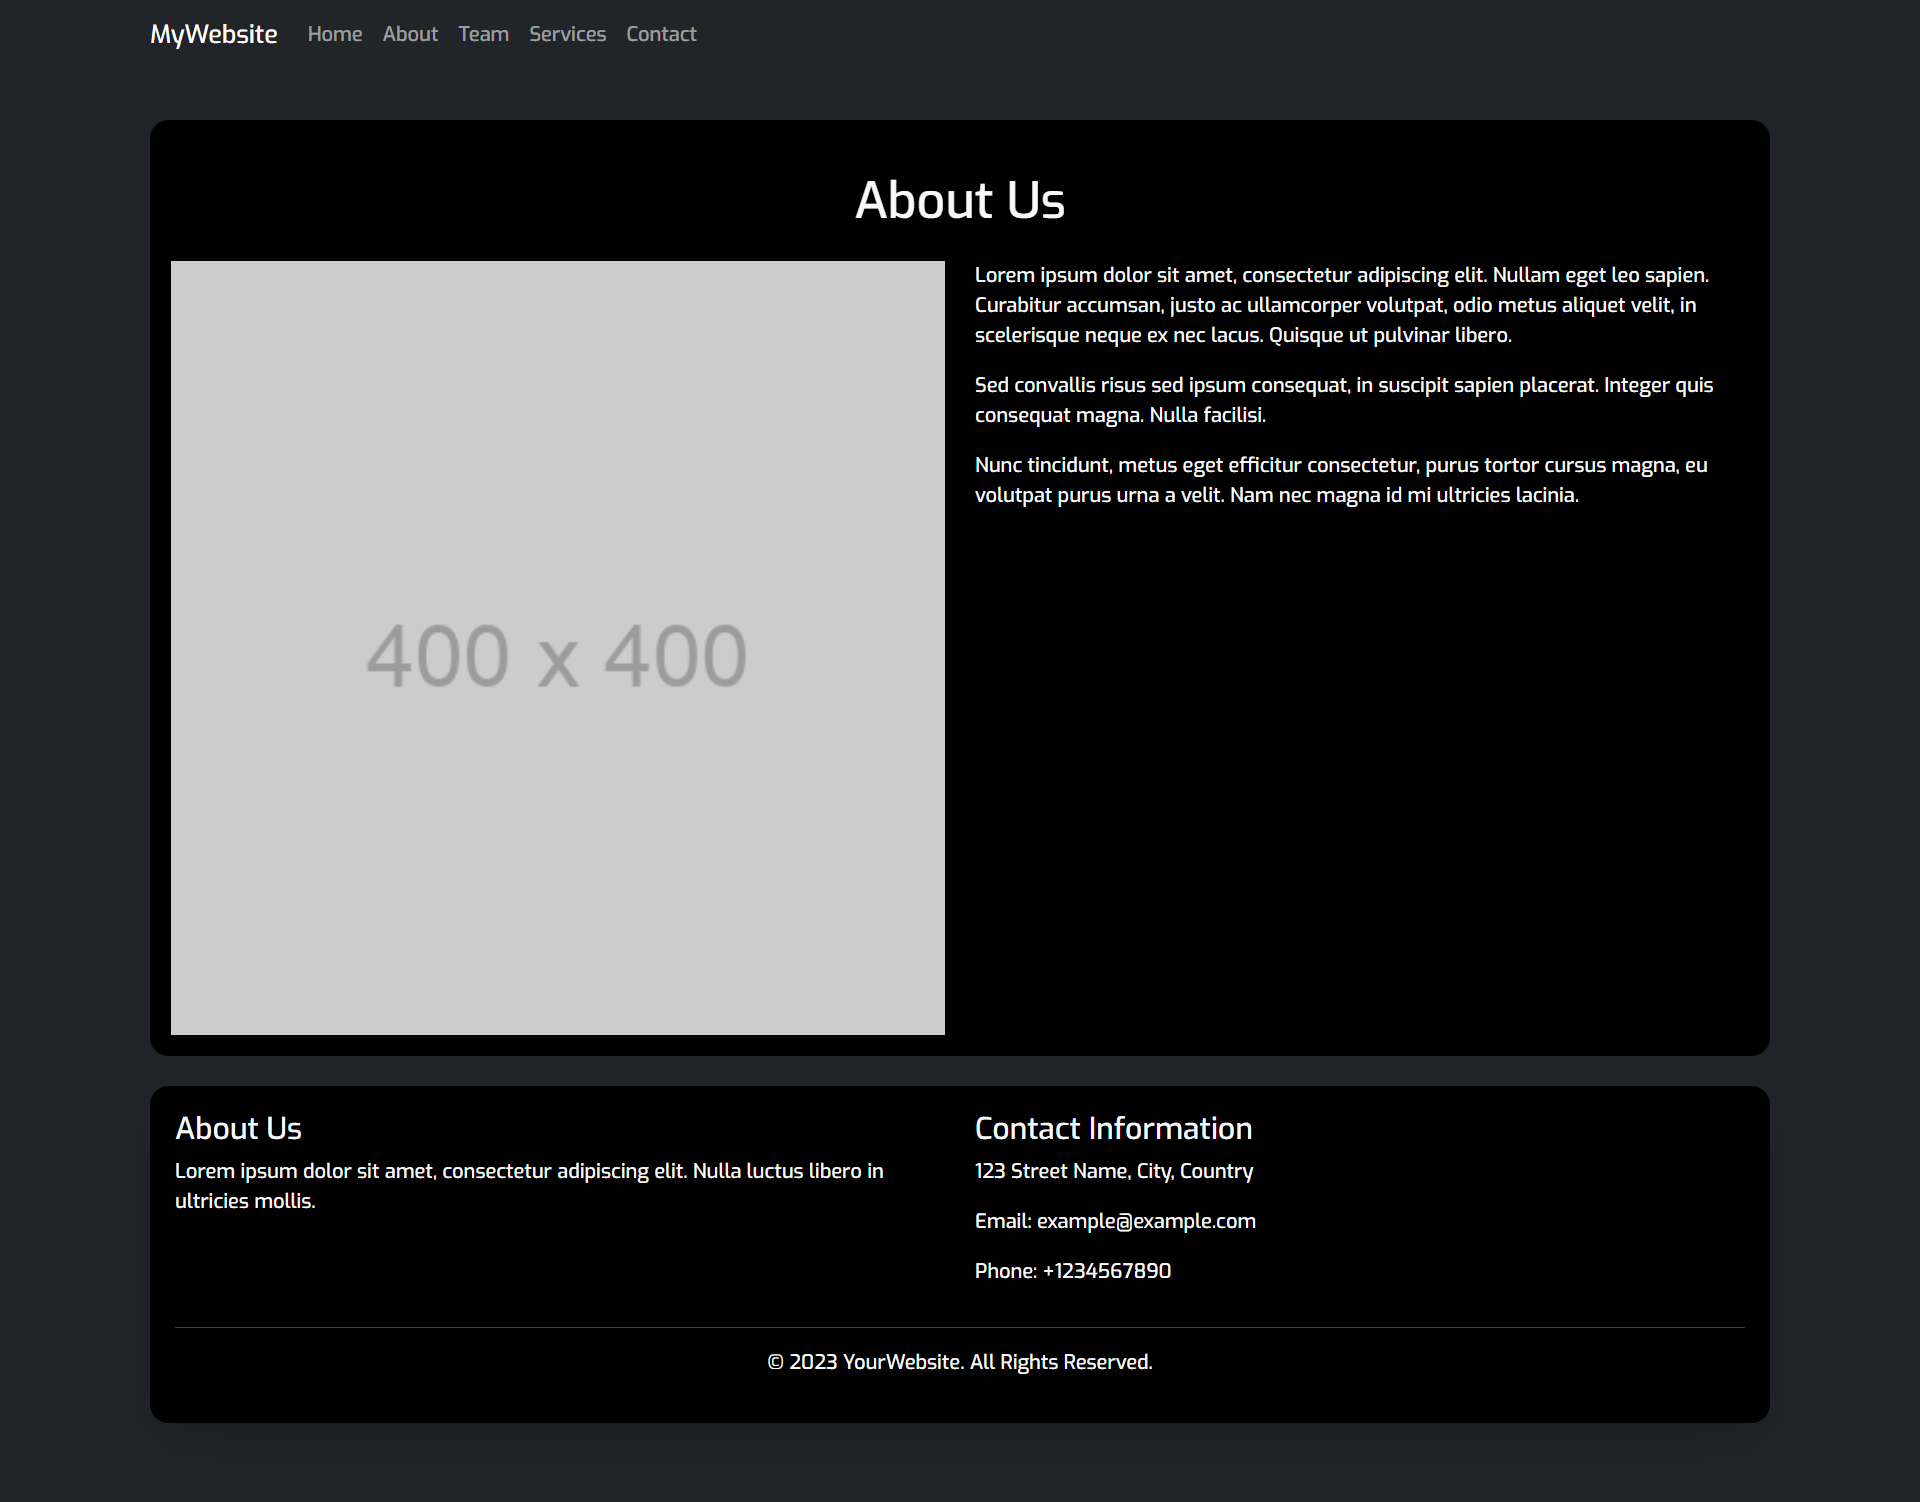 MyWebsite Home About Team Services Contact
About Us
400 x 400
Lorem ipsum dolor sit amet, consectetur adipiscing elit. Nullam eget leo sapien.
Curabitur accumsan, justo ac ullamcorper volutpat, odio metus aliquet velit, in
scelerisque neque ex nec lacus. Quisque ut pulvinar libero.
Sed convallis risus sed ipsum consequat, in suscipit sapien placerat. Integer quis
consequat magna. Nulla facilisi.
Nunc tincidunt, metus eget efficitur consectetur, purus tortor cursus magna, eu
volutpat purus urna a velit. Nam nec magna id mi ultricies lacinia.
About Us
Lorem ipsum dolor sit amet, consectetur adipiscing elit. Nulla luctus libero in
ultricies mollis.
Contact Information
123 Street Name, City, Country
Email: example@example.com
Phone: +1234567890
© 2023 YourWebsite. All Rights Reserved.